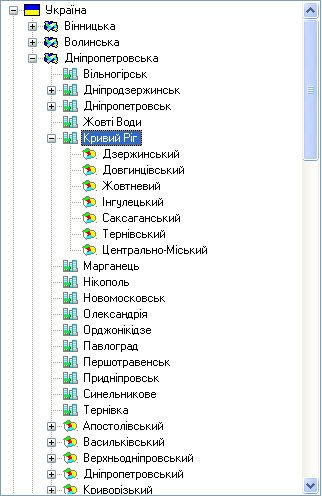 Україна
Вінницька
Волинська
Дніпропетровська
Вільногірськ
Дніпродзержинськ
Дніпропетровськ
Жовті Води
Кривий Ріг
Дзержинський
Довгинцівський
Жовтневий
Інгулецький
Саксаганський
Тернівський
Центрально-Міський
Марганець
Нікополь
Новомосковськ
Олександрія
Орджонікідзе
Павлоград
Першотравенськ
Придніпровськ
Синельникове
Тернівка
Апостолівський
Васильківський
Верхньодніпровський
Дніпропетровський
Криворізький